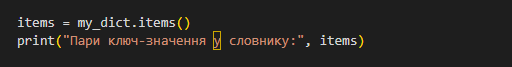 items = my_dict.items()
print("Пари ключ-значення у словнику:", items)